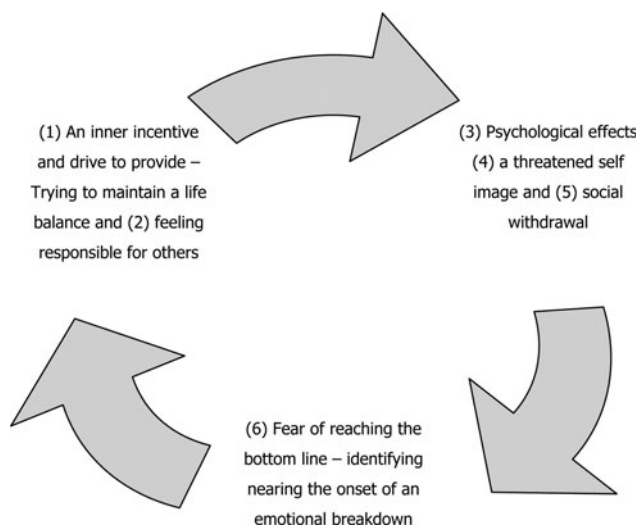 (1) An inner incentive
and drive to provide –
Trying to maintain a life
balance and (2) feeling
responsible for others
(3) Psychological effects
(4) a threatened self
image and (5) social
withdrawal
(6) Fear of reaching the
bottom line – identifying
nearing the onset of an
emotional breakdown